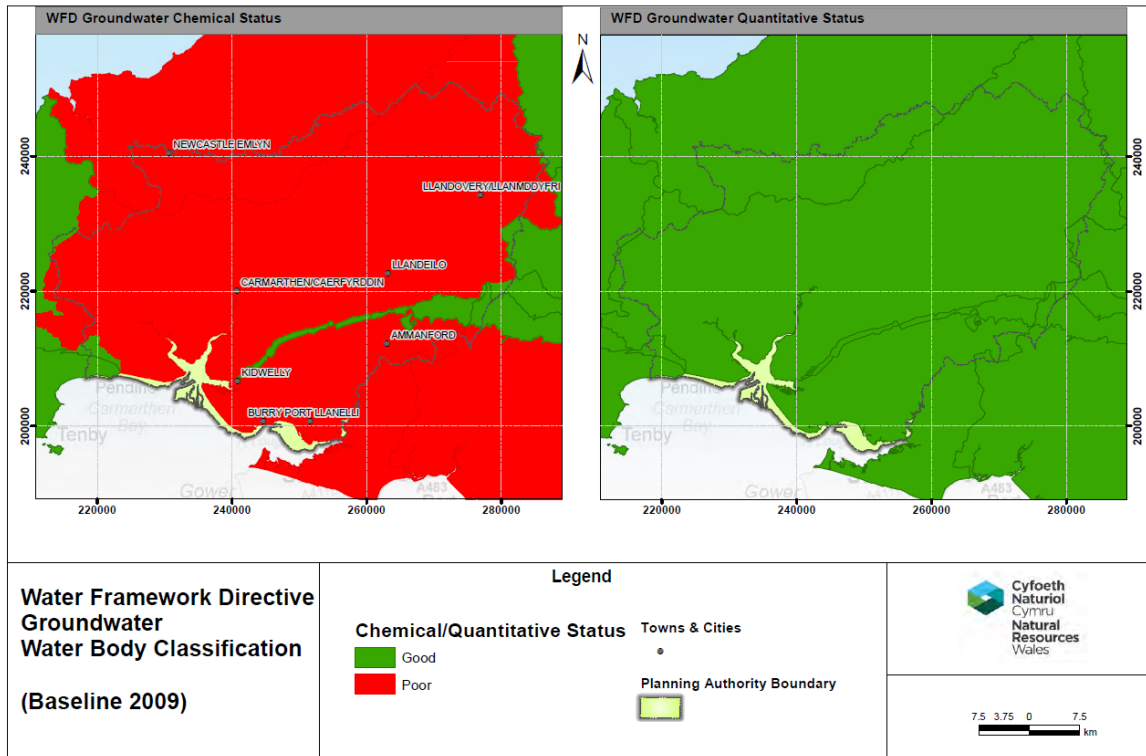 WFD Groundwater Chemical Status
WFD Groundwater Quantitative Status
N
NEWCASTLE EMLYN
LLANDOVERY/LLANMDDYFRI
LLANDEILO
CARMARTHEN/CAERFYRDDIN
AMMANFORD
KIDWELLY
BURRY PORT LLANELLI
Pendine
Carmarthen
Bay
Tenby
Gower
A483
240000
220000
200000
220000
240000
260000
280000
Pendine
Carmarthen
Bay
Tenby
Gower
A483
240000
220000
200000
220000
240000
260000
280000
Water Framework Directive
Groundwater
Water Body Classification
(Baseline 2009)
Legend
Chemical/Quantitative Status
Good
Poor
Towns & Cities
Planning Authority Boundary
Cyfoeth
Naturiol
Cymru
Natural
Resources
Wales
7.5 3.75 0 7.5
km